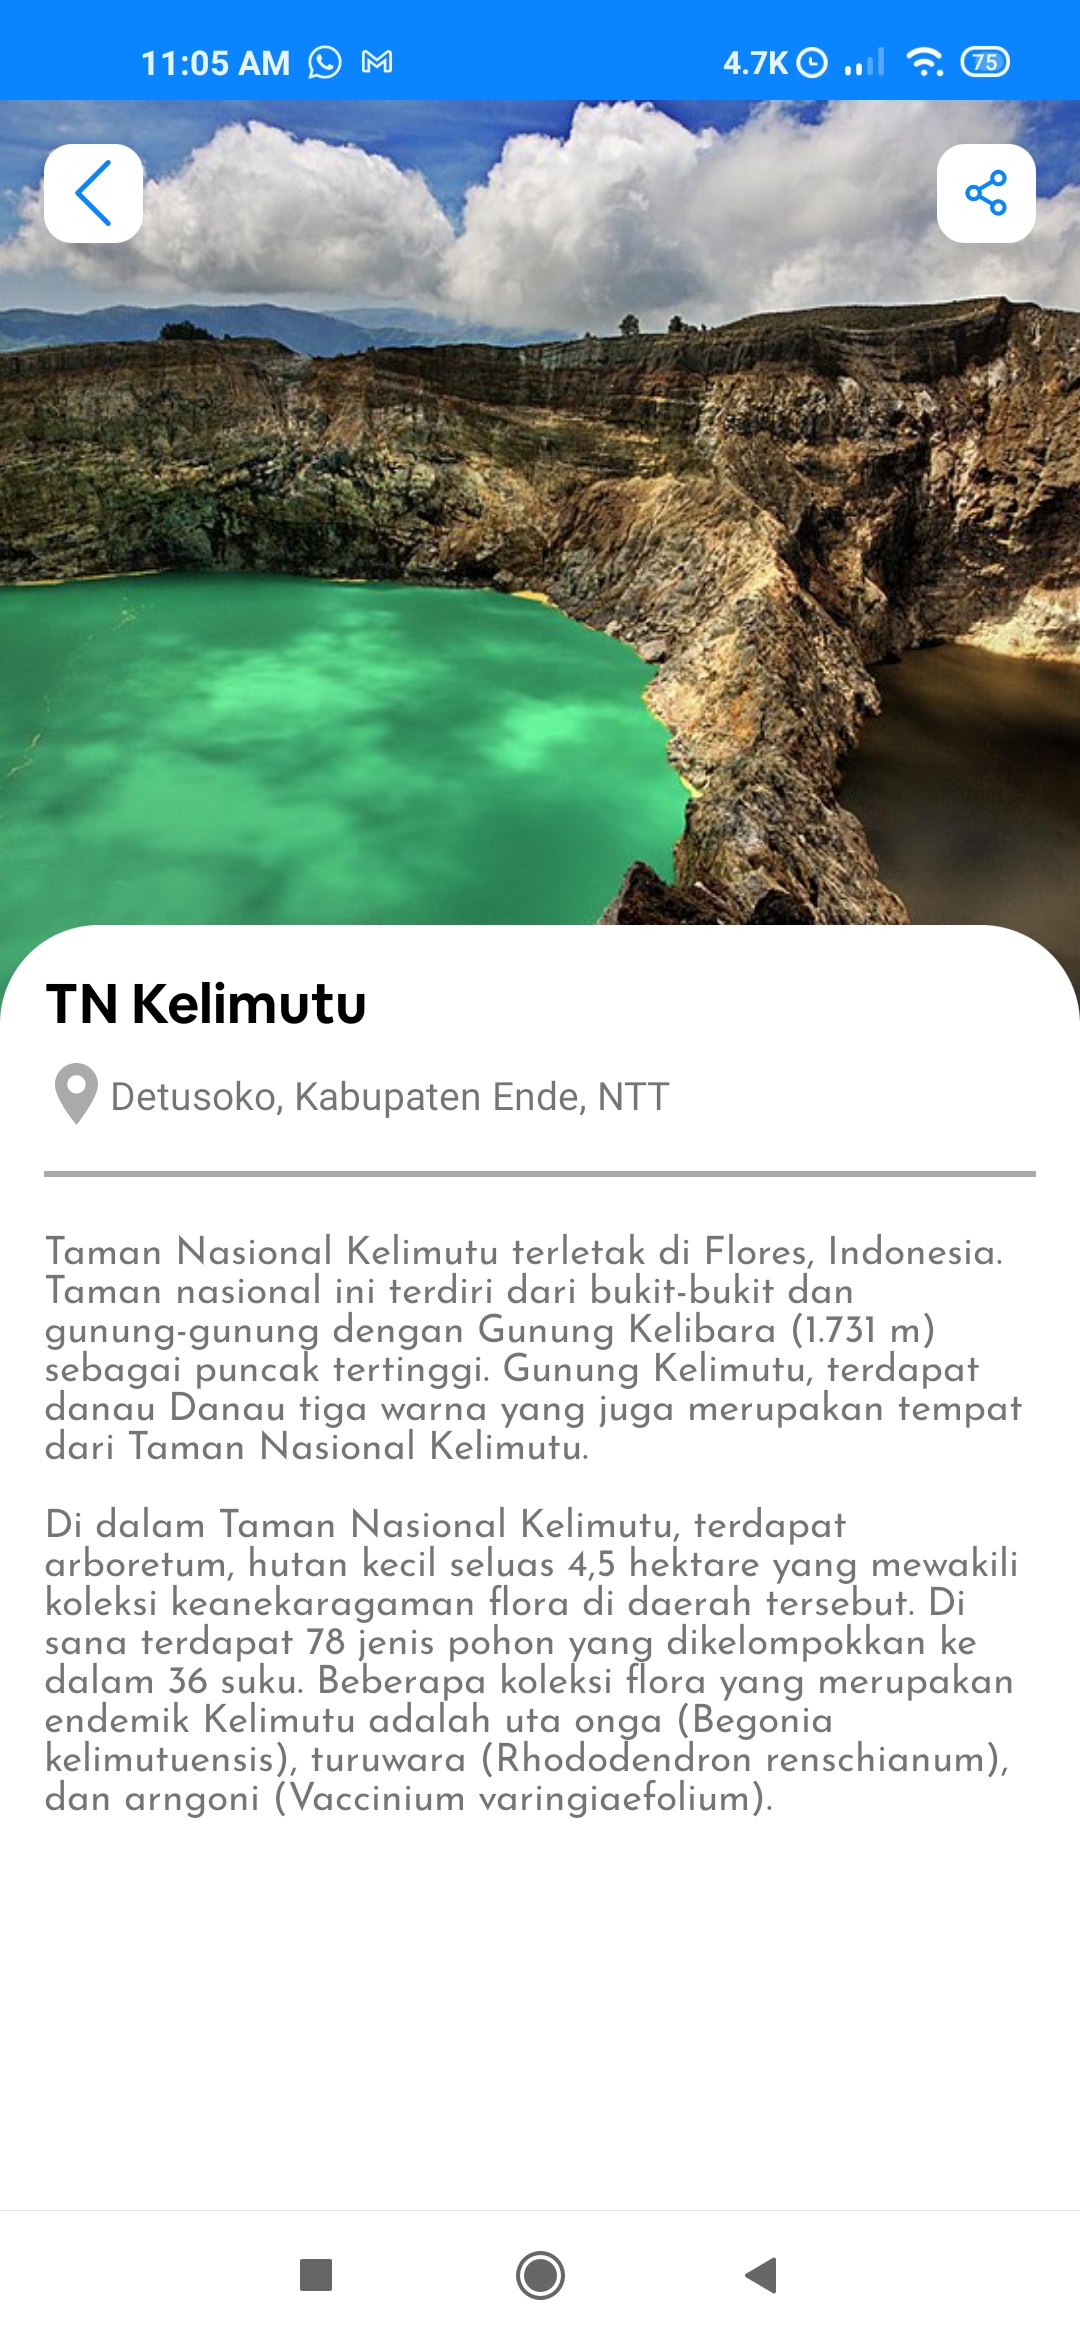 11:05 AM
4.7K
75
TN Kelimutu
Detusoko, Kabupaten Ende, NTT
Taman Nasional Kelimutu terletak di Flores, Indonesia.
Taman nasional ini terdiri dari bukit-bukit dan
gunung-gunung dengan Gunung Kelibara (1.731 m)
sebagai puncak tertinggi. Gunung Kelimutu, terdapat
danau Danau tiga warna yang juga merupakan tempat
dari Taman Nasional Kelimutu.
Di dalam Taman Nasional Kelimutu, terdapat
arboretum, hutan kecil seluas 4,5 hektare yang mewakili
koleksi keanekaragaman flora di daerah tersebut. Di
sana terdapat 78 jenis pohon yang dikelompokkan ke
dalam 36 suku. Beberapa koleksi flora yang merupakan
endemik Kelimutu adalah uta onga (Begonia
kelimutuensis), turuwara (Rhododendron renschianum),
dan arngoni (Vaccinium varingiaefolium).